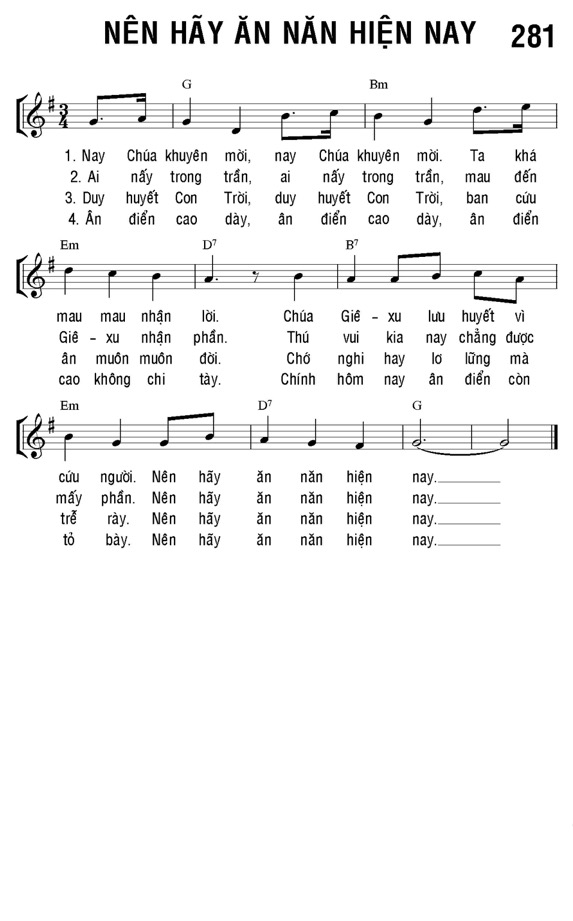 NÊN HÃY ĂN NĂN HIỆN NAY 281
G Bm
1. Nay Chúa khuyên mời, nay Chúa khuyên mời. Ta khá
2. Ai nấy trong trần, ai nấy trong trần, mau đến
3. Duy huyết Con Trời, duy huyết Con Trời, ban cứu
4. Ân điển cao dày, ân điển cao dày, ân điển
Em D7 B7
mau mau nhận lời. Chúa Giê - xu lưu huyết vì
Giê - xu nhận phần. Thú vui kia nay chẳng được
ân muôn muôn đời. Chớ nghi hay lơ lững mà
cao không chi tày. Chính hôm nay ân điển còn
Em D7 G
cứu người. Nên hãy ăn năn hiện nay.
mấy phần. Nên hãy ăn năn hiện nay.
trễ rày. Nên hãy ăn năn hiện nay.
tỏ bày. Nên hãy ăn năn hiện nay.